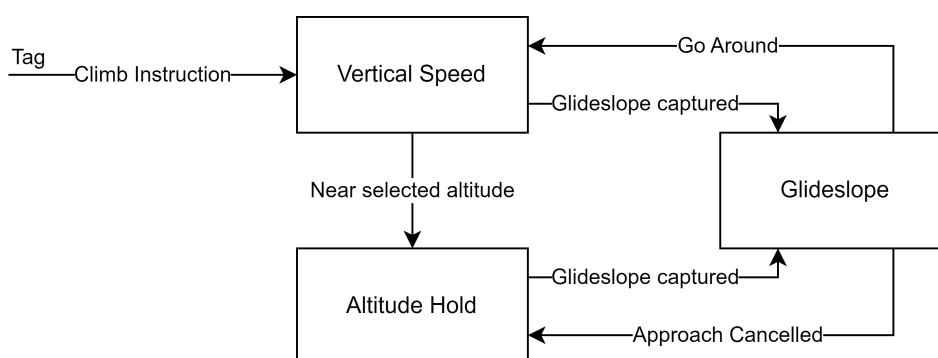 Tag
Climb Instruction
Vertical Speed
Go Around
Glideslope captured
Near selected altitude
Glideslope
Altitude Hold
Glideslope captured
Approach Cancelled